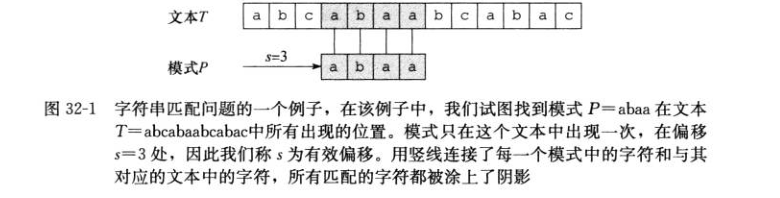 文本T a b c a b a a b c a b a c
s=3
模式P a b a a
图 32-1 字符串匹配问题的一个例子，在该例子中，我们试图找到模式 P=abaa 在文本
T=abcabaabcabac中所有出现的位置。模式只在这个文本中出现一次，在偏移
s=3 处，因此我们称 s 为有效偏移。用竖线连接了每一个模式中的字符和与其
对应的文本中的字符，所有匹配的字符都被涂上了阴影